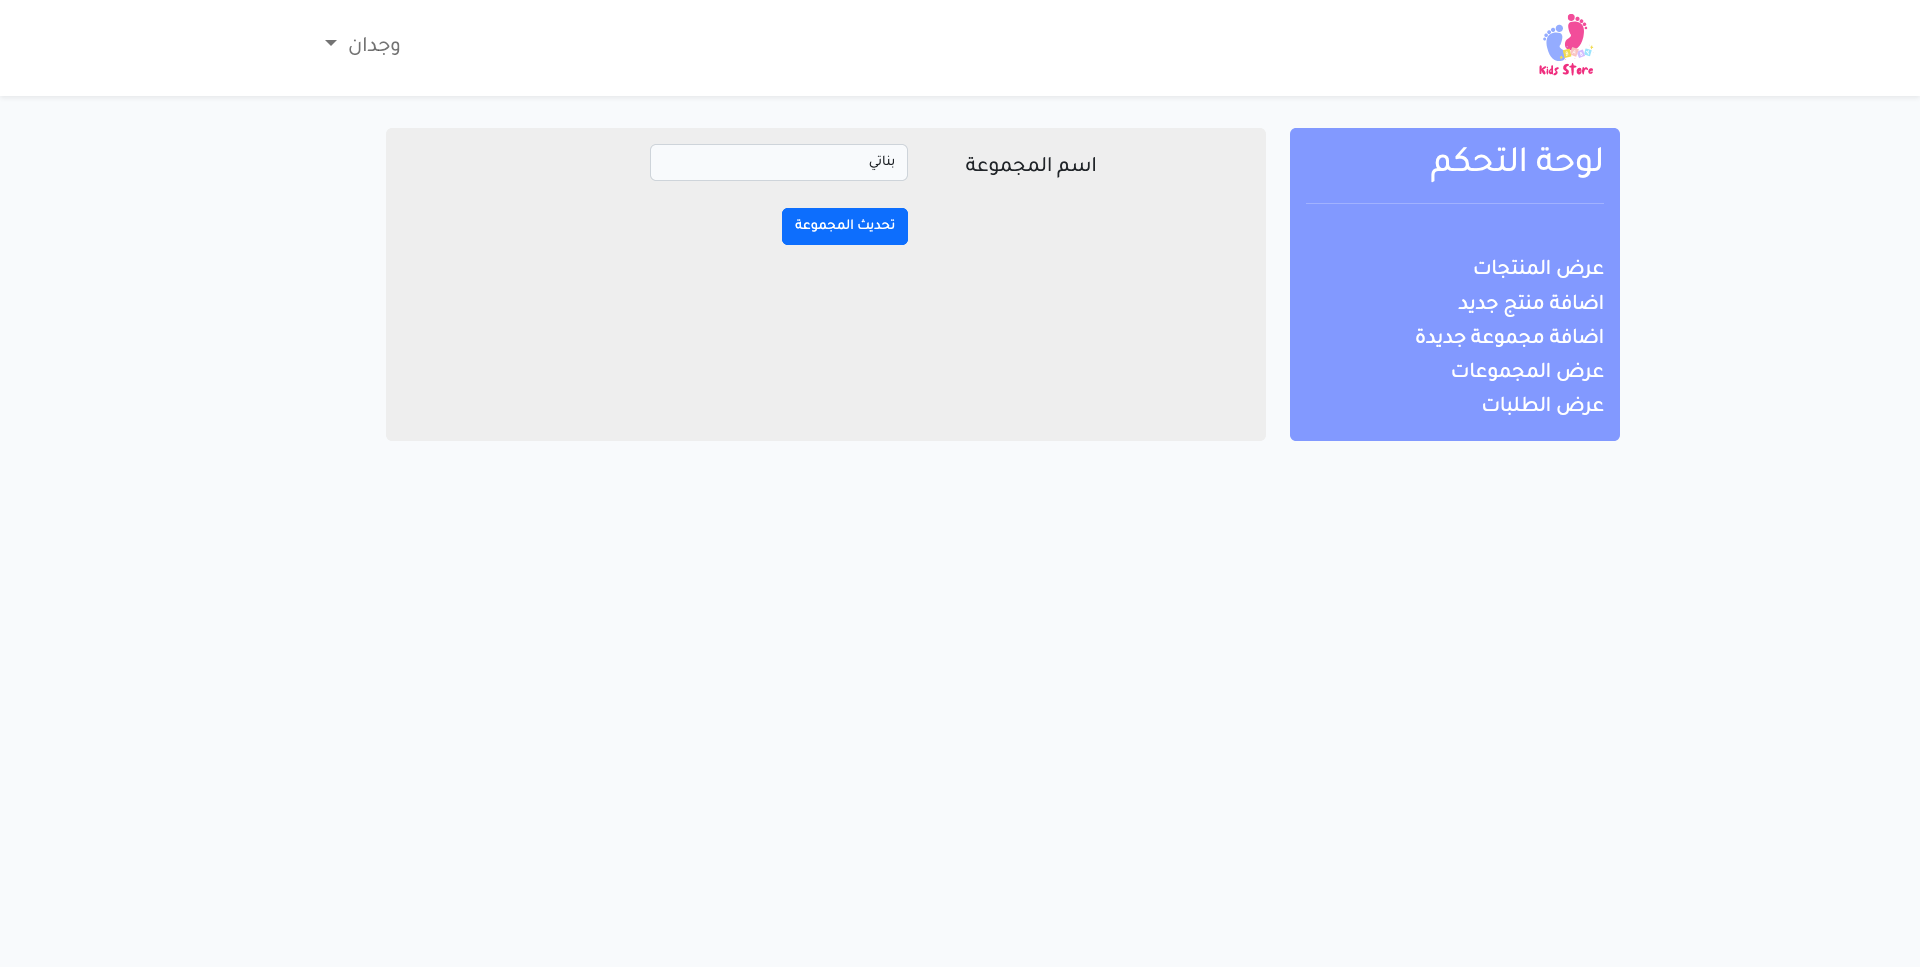 Kids Store
وجدان
لوحة التحكم
عرض المنتجات
اضافة منتج جديد
اضافة مجموعة جديدة
عرض المجموعات
عرض الطلبات
اسم المجموعة
بناتي
تحديث المجموعة